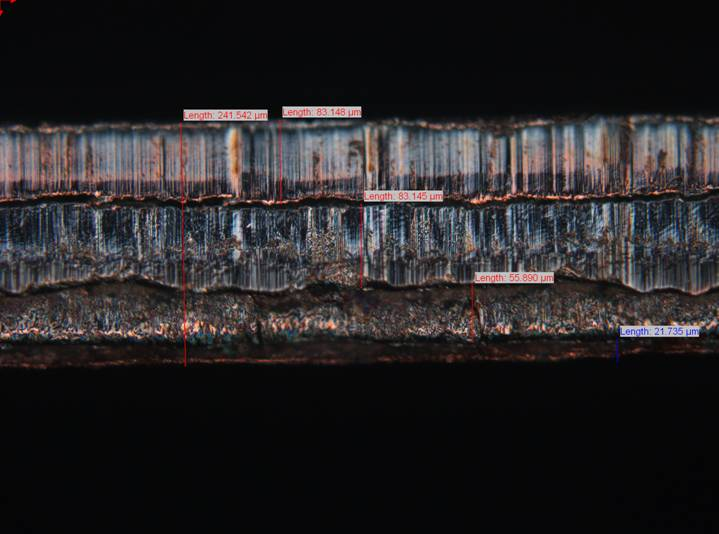 Length: 241.542 µm
Length: 83.148 µm
Length: 83.145 µm
Length: 55.890 µm
Length: 21.735 µm